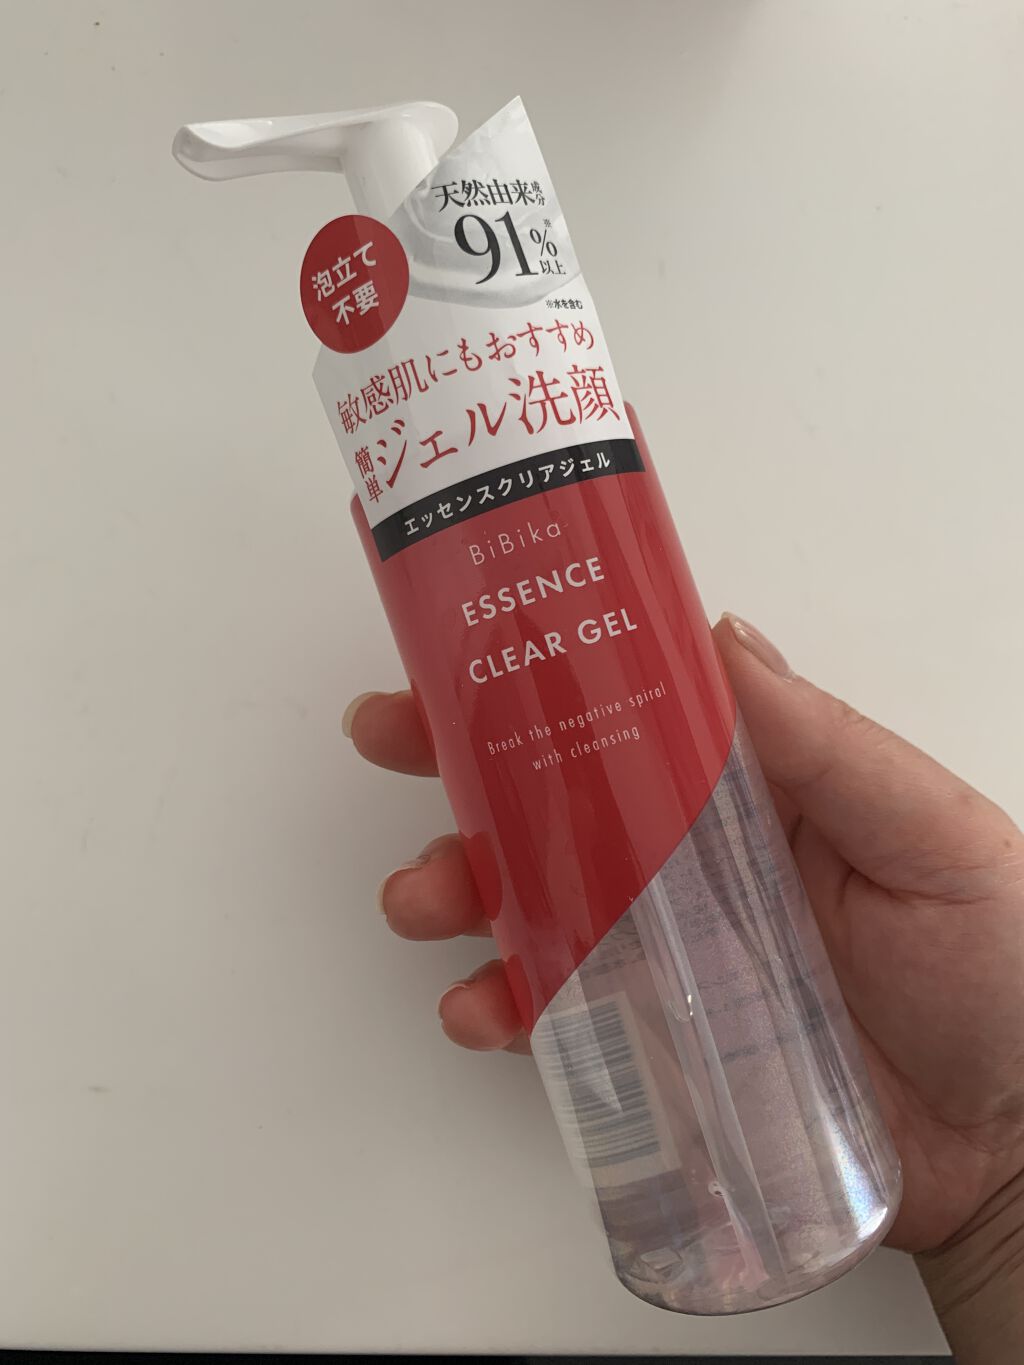 天然由来成分
91%※以上
※水を含む
泡立て
不要
敏感肌にもおすすめ
簡単ジェル洗顔
エッセンスクリアジェル
BiBika
ESSENCE
CLEAR GEL
Break the negative spiral
with cleansing